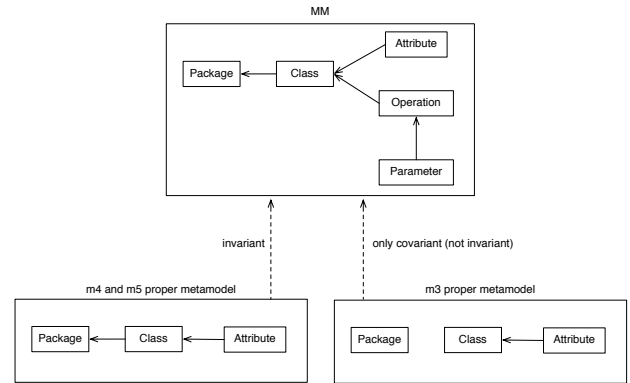 MM
Attribute
Package
Class
Operation
Parameter
invariant
only covariant (not invariant)
m4 and m5 proper metamodel
m3 proper metamodel
Package
Class
Attribute
Package
Class
Attribute